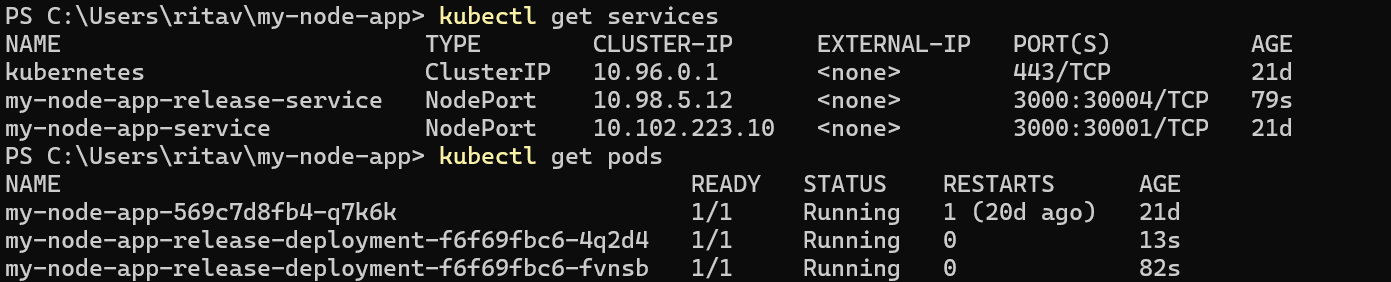 PS C:\Users\ritav\my-node-app> kubectl get services
NAME TYPE CLUSTER-IP EXTERNAL-IP PORT(S) AGE
kubernetes ClusterIP 10.96.0.1 <none> 443/TCP 21d
my-node-app-release-service NodePort 10.98.5.12 <none> 3000:30004/TCP 79s
my-node-app-service NodePort 10.102.223.10 <none> 3000:30001/TCP 21d
PS C:\Users\ritav\my-node-app> kubectl get pods
NAME READY STATUS RESTARTS AGE
my-node-app-569c7d8fb4-q7k6k 1/1 Running 1 (20d ago) 21d
my-node-app-release-deployment-f6f69fbc6-4q2d4 1/1 Running 0 13s
my-node-app-release-deployment-f6f69fbc6-fvnsb 1/1 Running 0 82s